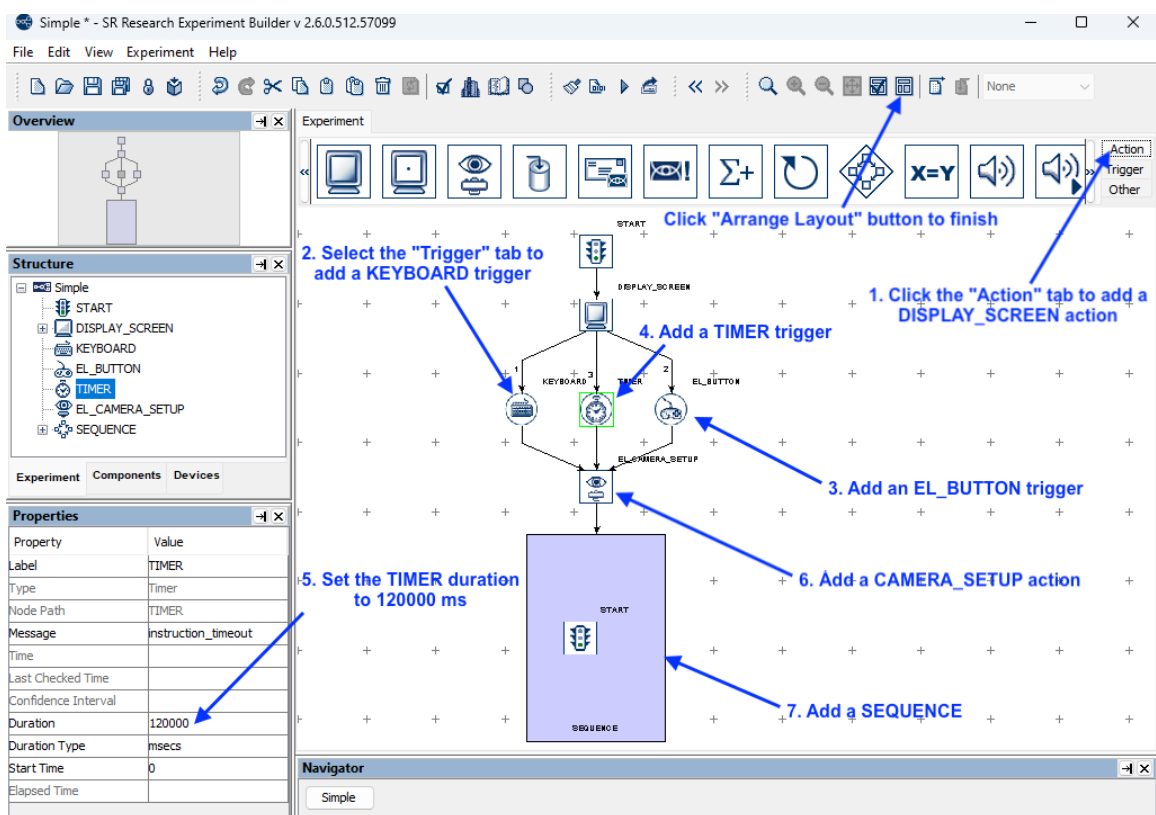 Simple * - SR Research Experiment Builder v 2.6.0.512.57099
File Edit View Experiment Help
None
Overview
Experiment
Σ+
X=Y
Action
Trigger
Other
Click "Arrange Layout" button to finish
START
2. Select the "Trigger" tab to
add a KEYBOARD trigger
Structure
Simple
START
DISPLAY_SCREEN
KEYBOARD
EL_BUTTON
TIMER
EL_CAMERA_SETUP
SEQUENCE
Experiment Components Devices
DISPLAY_SCREEN
1. Click the "Action" tab to add a
DISPLAY_SCREEN action
4. Add a TIMER trigger
1
3
2
KEYBOARD
TIMER
EL_BUTTON
EL_CAMERA_SETUP
3. Add an EL_BUTTON trigger
Properties
Property Value
Label TIMER
Type Timer
Node Path TIMER
Message instruction_timeout
Time
Last Checked Time
Confidence Interval
Duration 120000
Duration Type msecs
Start Time 0
Elapsed Time
5. Set the TIMER duration
to 120000 ms
6. Add a CAMERA_SETUP action
START
7. Add a SEQUENCE
SEQUENCE
Navigator
Simple